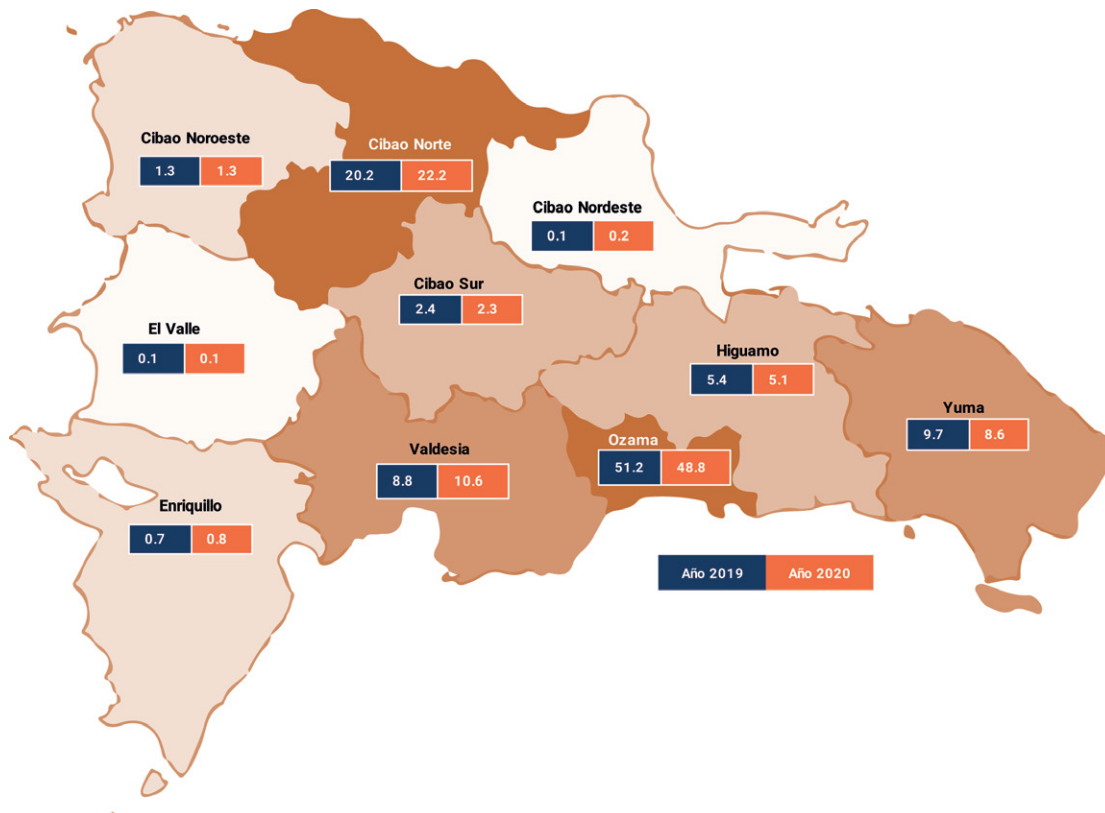 Cibao Noroeste
1.3 1.3
Cibao Norte
20.2 22.2
Cibao Nordeste
0.1 0.2
Cibao Sur
2.4 2.3
El Valle
0.1 0.1
Higuamo
5.4 5.1
Yuma
9.7 8.6
Ozama
51.2 48.8
Valdesia
8.8 10.6
Enriquillo
0.7 0.8
Año 2019 Año 2020